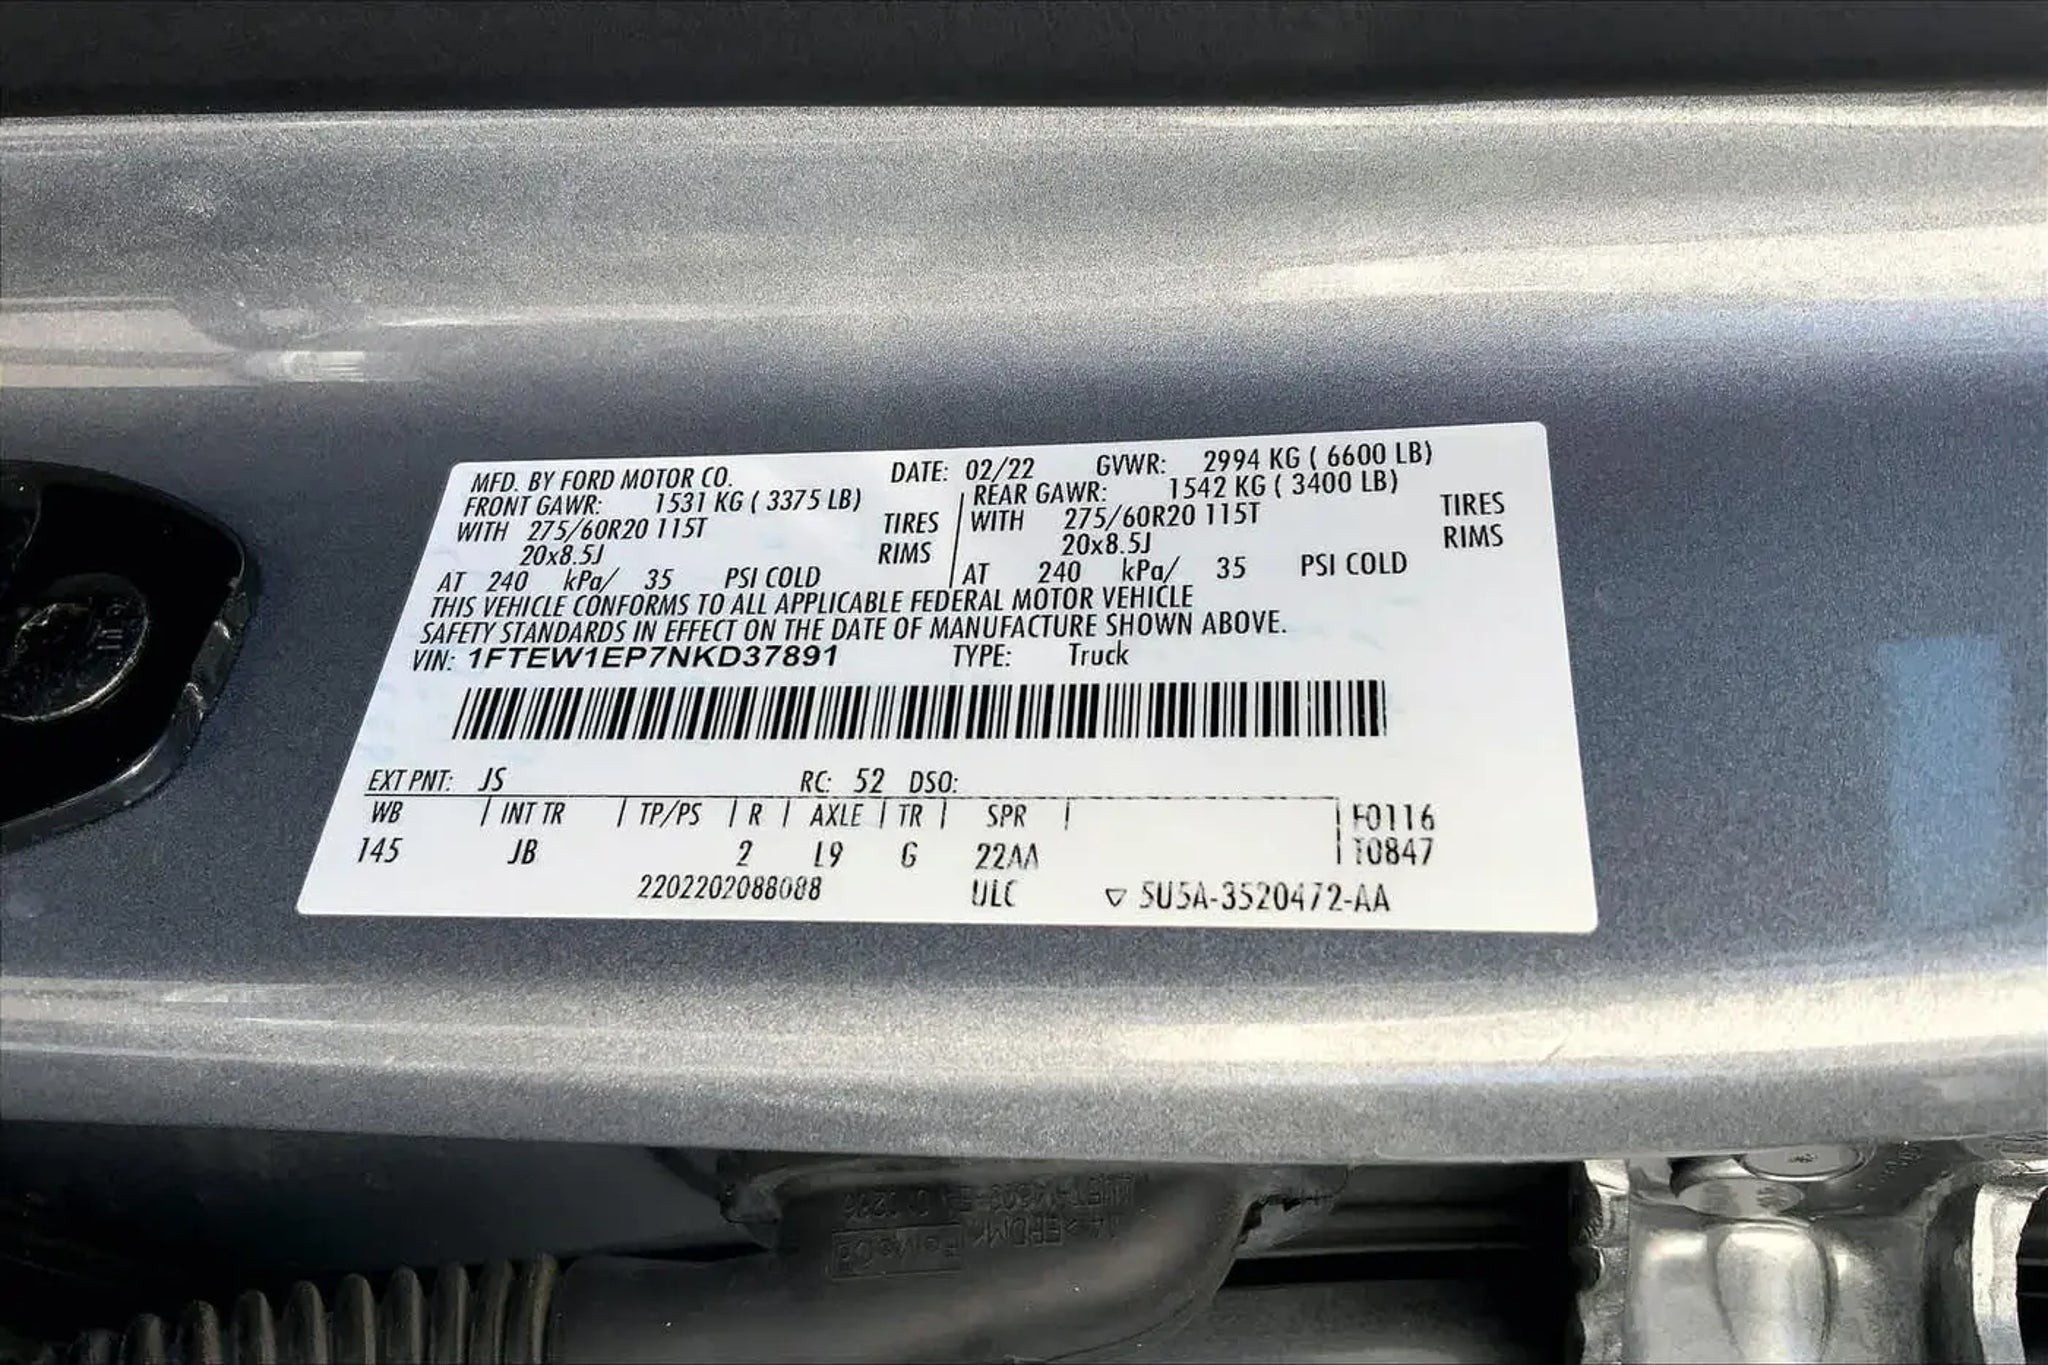 MFD. BY FORD MOTOR CO. DATE: 02/22 GVWR: 2994 KG ( 6600 LB)
FRONT GAWR: 1531 KG ( 3375 LB) REAR GAWR: 1542 KG ( 3400 LB)
WITH 275/60R20 115T TIRES WITH 275/60R20 115T TIRES
20x8.5J RIMS 20x8.5J RIMS
AT 240 kPa/ 35 PSI COLD AT 240 kPa/ 35 PSI COLD
THIS VEHICLE CONFORMS TO ALL APPLICABLE FEDERAL MOTOR VEHICLE
SAFETY STANDARDS IN EFFECT ON THE DATE OF MANUFACTURE SHOWN ABOVE.
VIN: 1FTEW1EP7NKD37891 TYPE: Truck
EXT PNT: JS RC: 52 DSO:
WB | INT TR | TP/PS | R | AXLE | TR | SPR | | F0116
145 JB 2 L9 G 22AA | T0847
2202202088088 ULC ▽ 5U5A-3520472-AA